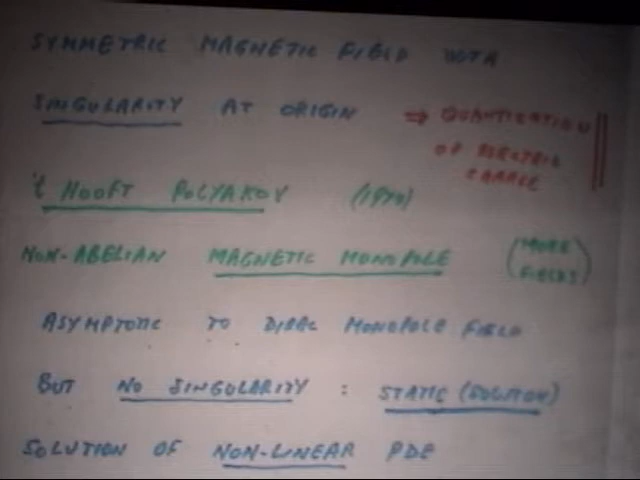 SYMMETRIC MAGNETIC FIELD WITH
SINGULARITY AT ORIGIN ⇒ QUANTIZATION
OF ELECTRIC
CHARGE
't HOOFT POLYAKOV (1974)
NON-ABELIAN MAGNETIC MONOPOLE (MORE
FIELDS)
ASYMPTOTIC TO DIRAC MONOPOLE FIELD
BUT NO SINGULARITY : STATIC (SOLITON)
SOLUTION OF NON-LINEAR PDE